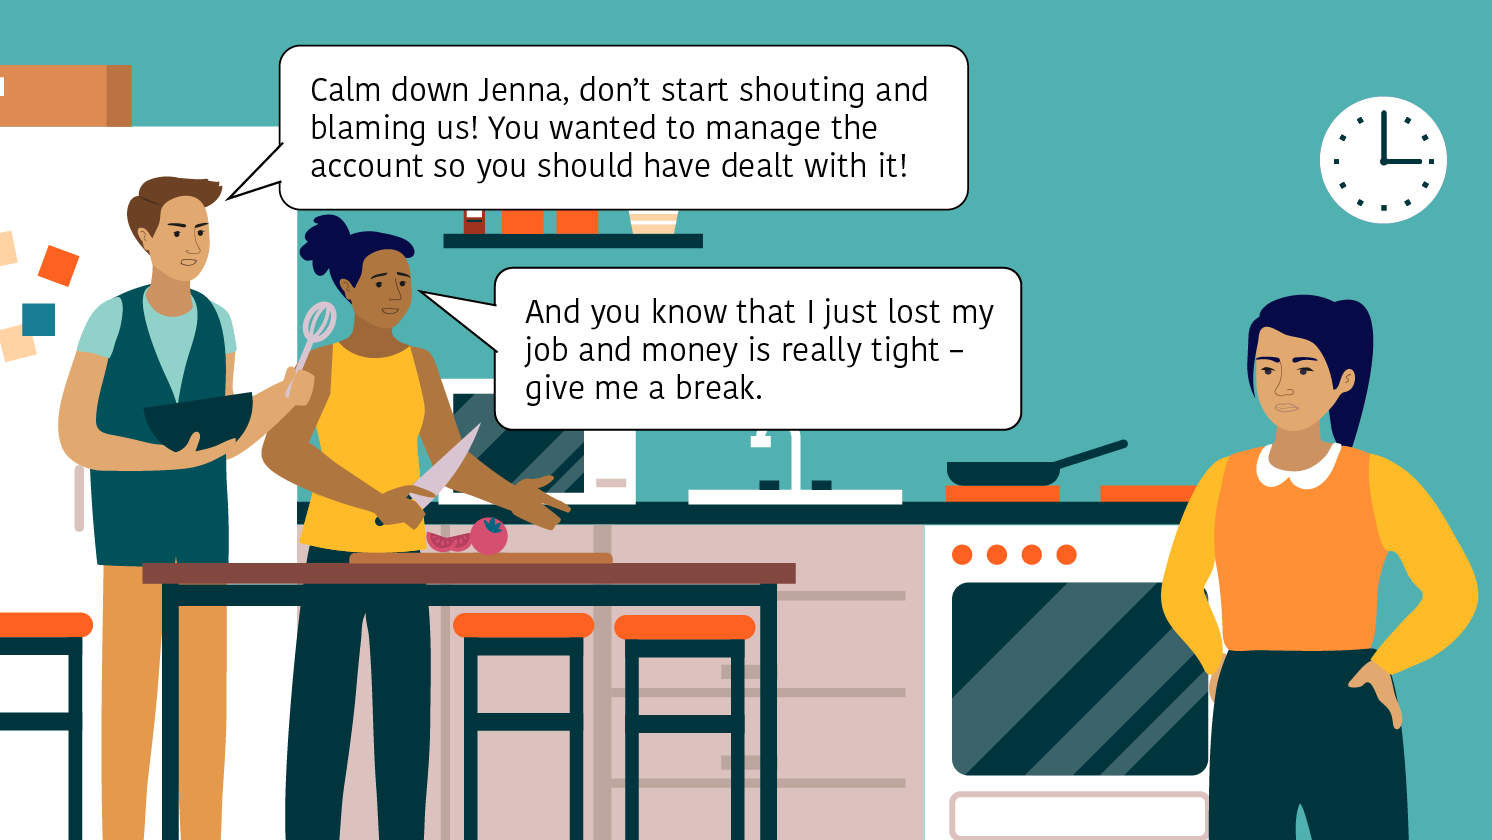 Calm down Jenna, don’t start shouting and
blaming us! You wanted to manage the
account so you should have dealt with it!
And you know that I just lost my
job and money is really tight –
give me a break.